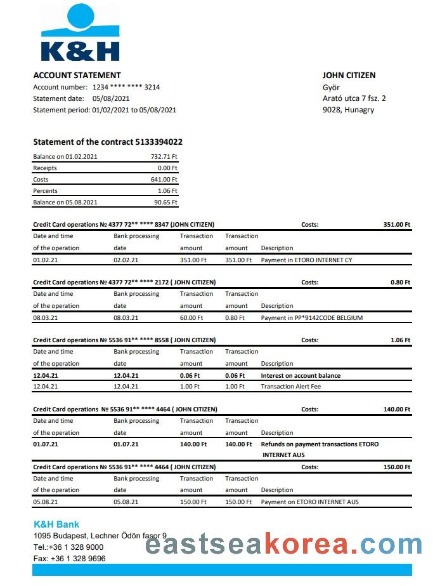 K&H
ACCOUNT STATEMENT
JOHN CITIZEN
Account number: 1234 **** **** 3214
Győr
Statement date: 05/08/2021
Arató utca 7 fsz. 2
Statement period: 01/02/2021 to 05/08/2021
9028, Hunagry
Statement of the contract 5133394022
Balance on 01.02.2021 732.71 Ft
Receipts 0.00 Ft
Costs 641.00 Ft
Percents 1.06 Ft
Balance on 05.08.2021 90.65 Ft
Credit Card operations № 4377 72** **** 8347 (JOHN CITIZEN) Costs: 351.00 Ft
Date and time Bank processing Transaction Transaction
of the operation date amount amount Description
01.02.21 02.02.21 351.00 Ft 351.00 Ft Payment in ETORO INTERNET CY
Credit Card operations № 4377 72** **** 2172 ( JOHN CITIZEN) Costs: 0.80 Ft
Date and time Bank processing Transaction Transaction
of the operation date amount amount Description
08.03.21 08.03.21 60.00 Ft 0.80 Ft Payment in PP*9142CODE BELGIUM
Credit Card operations № 5536 91** **** 8558 ( JOHN CITIZEN) Costs: 1.06 Ft
Date and time Bank processing Transaction Transaction
of the operation date amount amount Description
12.04.21 12.04.21 0.06 Ft 0.06 Ft Interest on account balance
12.04.21 12.04.21 1.00 Ft 1.00 Ft Transaction Alert Fee
Credit Card operations № 5536 91** **** 4464 ( JOHN CITIZEN) Costs: 140.00 Ft
Date and time Bank processing Transaction Transaction
of the operation date amount amount Description
01.07.21 01.07.21 140.00 Ft 140.00 Ft Refunds on payment transactions ETORO
INTERNET AUS
Credit Card operations № 5536 91** **** 4464 ( JOHN CITIZEN) Costs: 150.00 Ft
Date and time Bank processing Transaction Transaction
of the operation date amount amount Description
05.08.21 05.08.21 150.00 Ft 150.00 Ft Payment on ETORO INTERNET AUS
K&H Bank
1095 Budapest, Lechner Ödön fasor 9
Tel.:+36 1 328 9000
Fax: +36 1 328 9696
eastseakorea.com